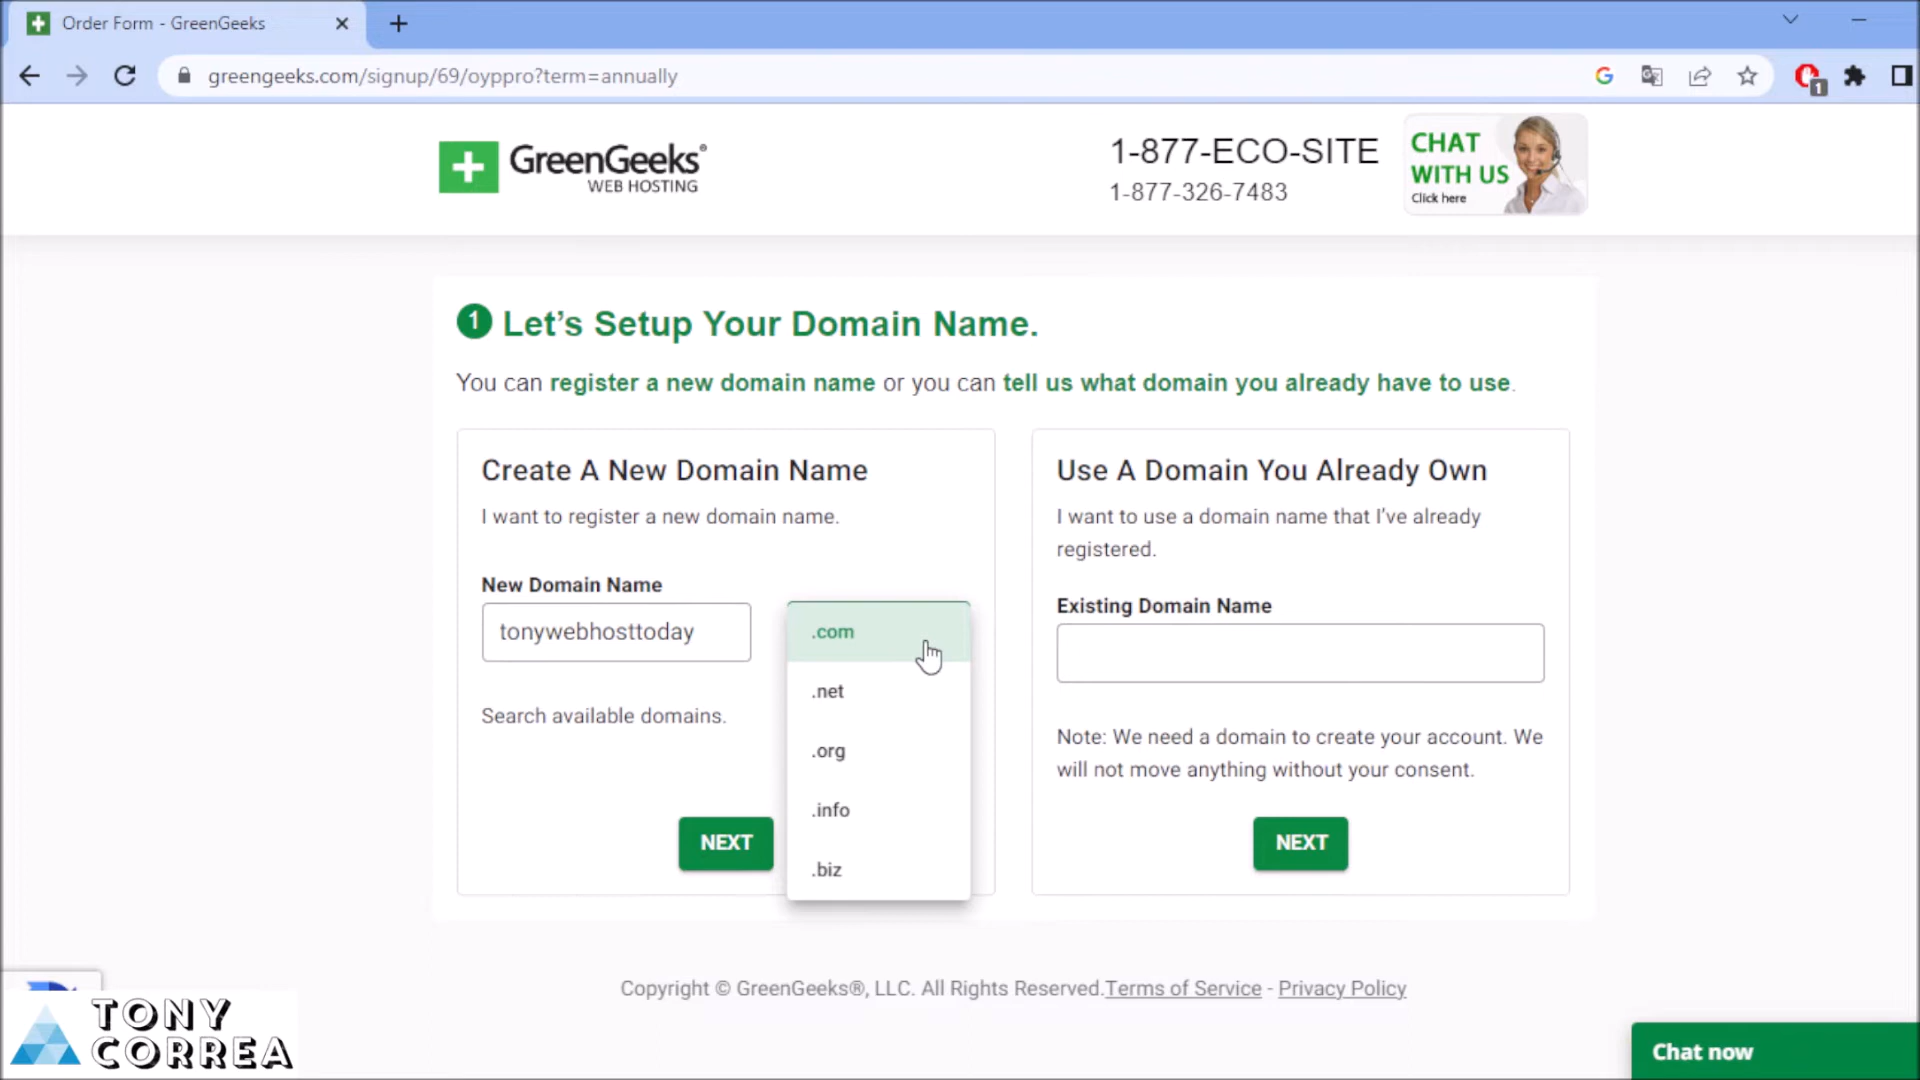 Order Form - GreenGeeks
greengeeks.com/signup/69/oyppro?term=annually
1
GreenGeeks®
WEB HOSTING
1-877-ECO-SITE
1-877-326-7483
CHAT
WITH US
Click here
1 Let’s Setup Your Domain Name.
You can register a new domain name or you can tell us what domain you already have to use.
Create A New Domain Name
I want to register a new domain name.
New Domain Name
tonywebhosttoday
.com
.net
.org
.info
.biz
Search available domains.
NEXT
Use A Domain You Already Own
I want to use a domain name that I’ve already
registered.
Existing Domain Name
Note: We need a domain to create your account. We
will not move anything without your consent.
NEXT
Copyright © GreenGeeks®, LLC. All Rights Reserved.Terms of Service - Privacy Policy
TONY
CORREA
Chat now